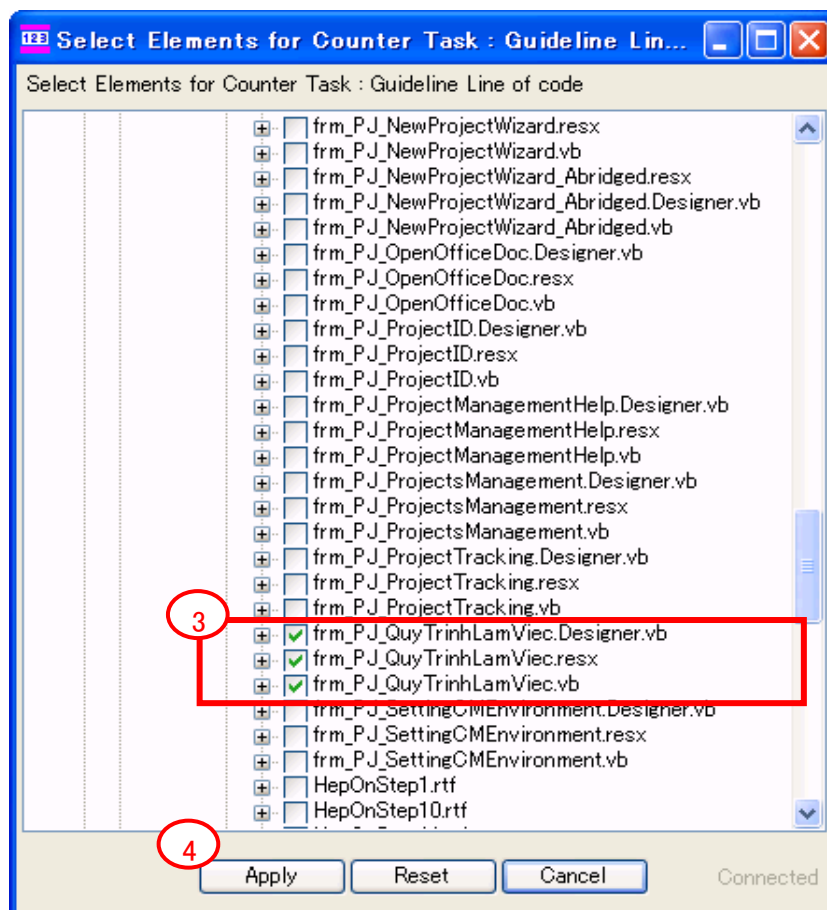 123 Select Elements for Counter Task : Guideline Lin...
Select Elements for Counter Task : Guideline Line of code
frm_PJ_NewProjectWizard.resx
frm_PJ_NewProjectWizard.vb
frm_PJ_NewProjectWizard_Abridged.resx
frm_PJ_NewProjectWizard_Abridged.Designer.vb
frm_PJ_NewProjectWizard_Abridged.vb
frm_PJ_OpenOfficeDoc.Designer.vb
frm_PJ_OpenOfficeDoc.resx
frm_PJ_OpenOfficeDoc.vb
frm_PJ_ProjectID.Designer.vb
frm_PJ_ProjectID.resx
frm_PJ_ProjectID.vb
frm_PJ_ProjectManagementHelp.Designer.vb
frm_PJ_ProjectManagementHelp.resx
frm_PJ_ProjectManagementHelp.vb
frm_PJ_ProjectsManagement.Designer.vb
frm_PJ_ProjectsManagement.resx
frm_PJ_ProjectsManagement.vb
frm_PJ_ProjectTracking.Designer.vb
frm_PJ_ProjectTracking.resx
frm_PJ_ProjectTracking.vb
3
frm_PJ_QuyTrinhLamViec.Designer.vb
frm_PJ_QuyTrinhLamViec.resx
frm_PJ_QuyTrinhLamViec.vb
frm_PJ_SettingCMEnvironment.Designer.vb
frm_PJ_SettingCMEnvironment.resx
frm_PJ_SettingCMEnvironment.vb
HepOnStep1.rtf
HepOnStep10.rtf
4
Apply Reset Cancel Connected